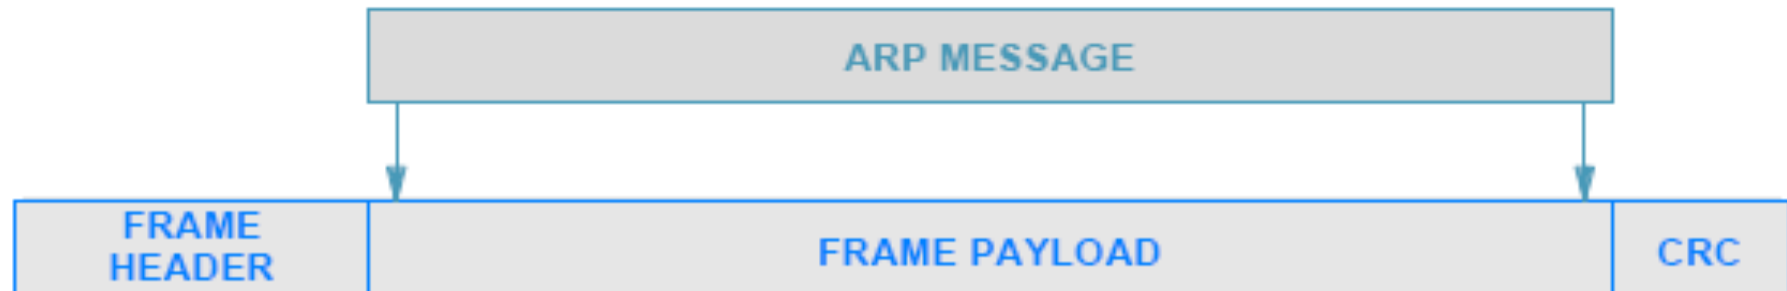 ARP MESSAGE
FRAME
HEADER
FRAME PAYLOAD
CRC